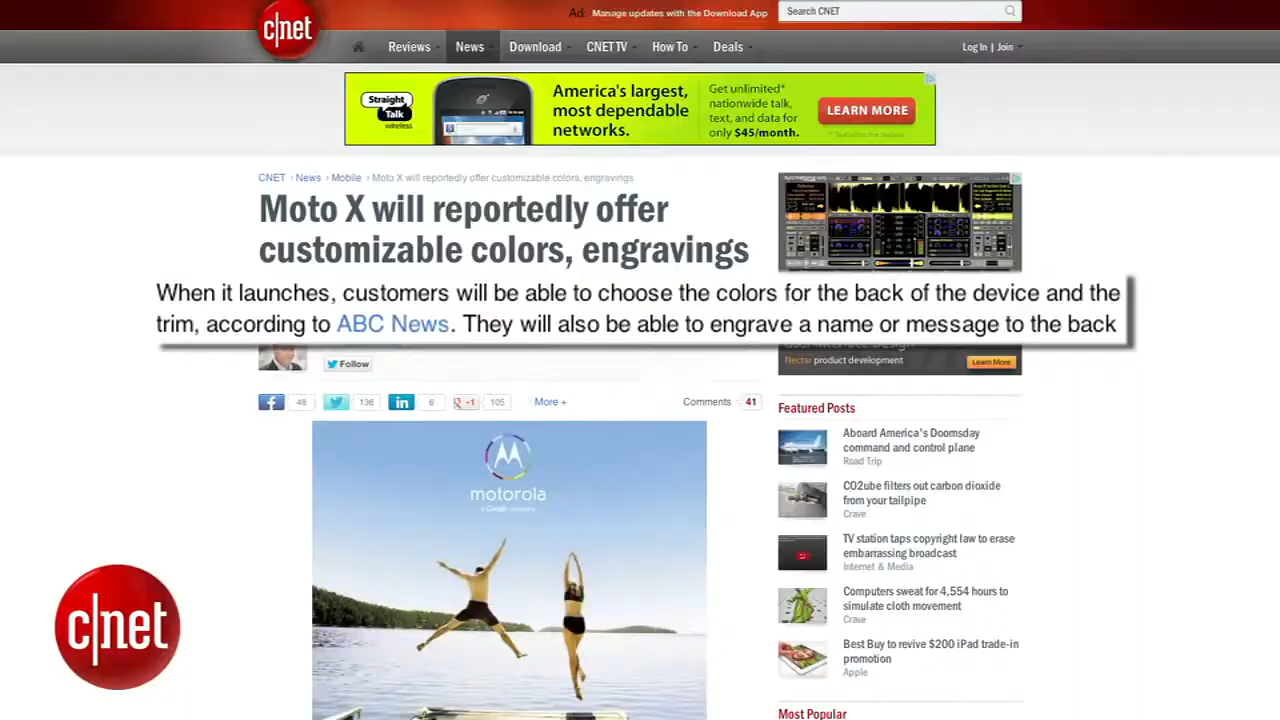 c|net
Ad: Manage updates with the Download App
Search CNET
Reviews
News
Download
CNET TV
How To
Deals
Log In | Join
Straight
Talk
wireless
America's largest,
most dependable
networks.
Get unlimited*
nationwide talk,
text, and data for
only $45/month.
LEARN MORE
CNET › News › Mobile › Moto X will reportedly offer customizable colors, engravings
Moto X will reportedly offer
customizable colors, engravings
When it launches, customers will be able to choose the colors for the back of the device and the
trim, according to ABC News. They will also be able to engrave a name or message to the back
Follow
48
136
in
6
g +1
105
More +
Comments 41
Nectar product development
Learn More
motorola
Featured Posts
Aboard America's Doomsday
command and control plane
Road Trip
CO2ube filters out carbon dioxide
from your tailpipe
Crave
TV station taps copyright law to erase
embarrassing broadcast
Internet & Media
Computers sweat for 4,554 hours to
simulate cloth movement
Crave
Best Buy to revive $200 iPad trade-in
promotion
Apple
Most Popular
c|net